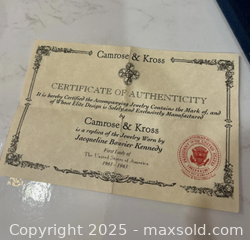 Camrose & Kross
CERTIFICATE OF AUTHENTICITY
It is hereby Certified the Accompanying Jewelry Contains the Mark of, and
of Whose Elite Design is Solely and Exclusively Manufactured
by
Camrose & Kross
is a replica of the Jewelry Worn by
Jacqueline Bouvier Kennedy
First Lady of
The United States of America
1961 - 1963
Copyright © 2025 - Varage Sale